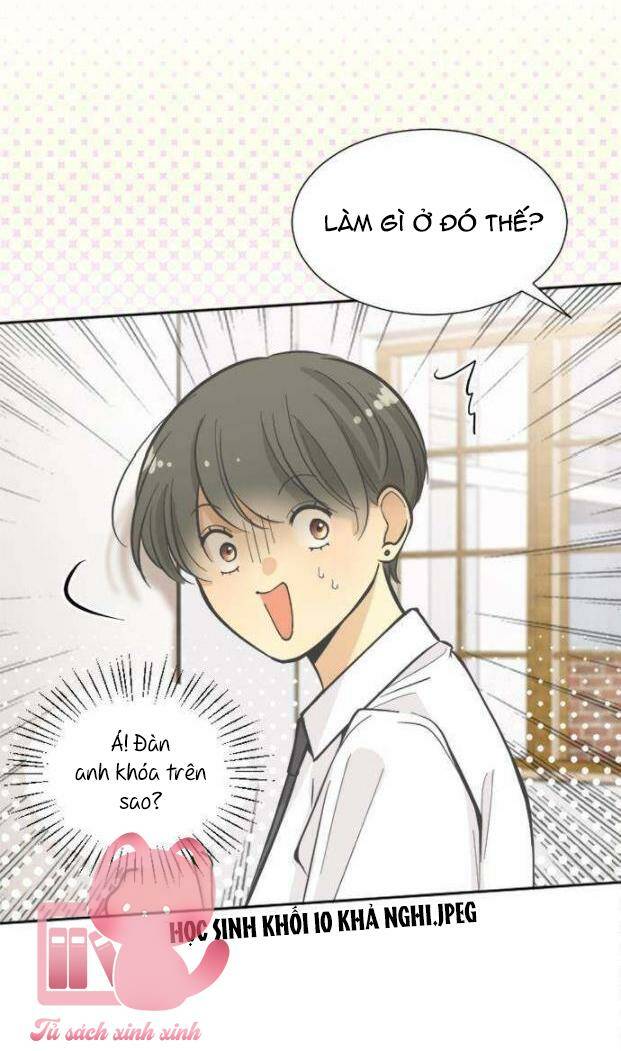 LÀM GÌ Ở ĐÓ THẾ?
Á! Đàn
anh khóa trên
sao?
HỌC SINH KHỐI 10 KHẢ NGHI.JPEG
Tủ sách xinh xinh